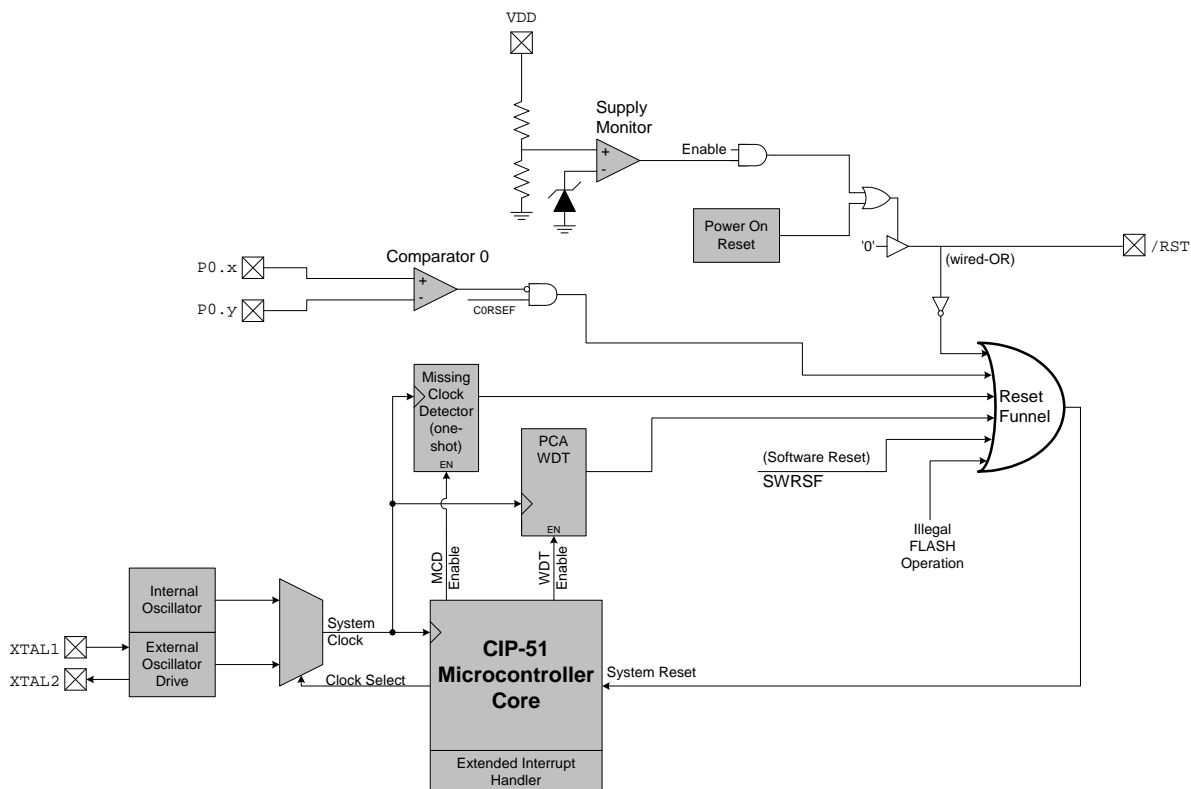 VDD
Supply
Monitor
+
-
Enable
Power On
Reset
'0'
/RST
(wired-OR)
P0.x
P0.y
Comparator 0
+
-
C0RSEF
Missing
Clock
Detector
(one-
shot)
EN
PCA
WDT
EN
Reset
Funnel
(Software Reset)
SWRSF
Illegal
FLASH
Operation
MCD
Enable
WDT
Enable
Internal
Oscillator
External
Oscillator
Drive
XTAL1
XTAL2
System
Clock
Clock Select
CIP-51
Microcontroller
Core
System Reset
Extended Interrupt
Handler